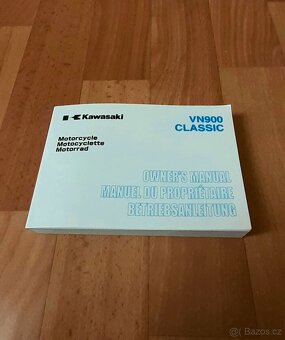 Kawasaki
VN900
CLASSIC
Motorcycle
Motocyclette
Motorrad
OWNER'S MANUAL
MANUEL DU PROPRIÉTAIRE
BETRIEBSANLEITUNG
Bazos.cz